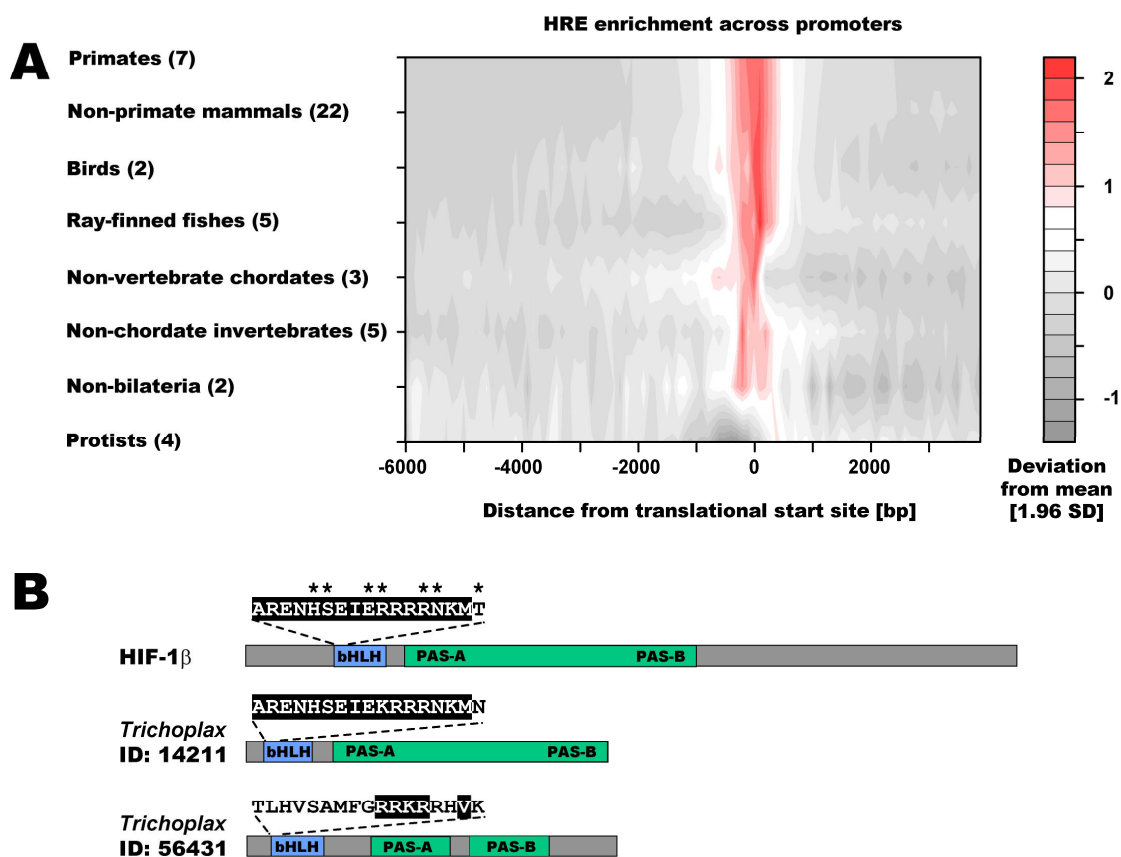 HRE enrichment across promoters
A
Primates (7)
Non-primate mammals (22)
Birds (2)
Ray-finned fishes (5)
Non-vertebrate chordates (3)
Non-chordate invertebrates (5)
Non-bilateria (2)
Protists (4)
2
1
0
-1
-6000 -4000 -2000 0 2000
Distance from translational start site [bp]
Deviation
from mean
[1.96 SD]
B
** ** ** *
ARENHSEIERRRRNKMT
HIF-1β
bHLH PAS-A PAS-B
ARENHSEIEKRRRNKMN
Trichoplax
ID: 14211
bHLH PAS-A PAS-B
TLHVSAMFGRRKRRHVK
Trichoplax
ID: 56431
bHLH PAS-A PAS-B